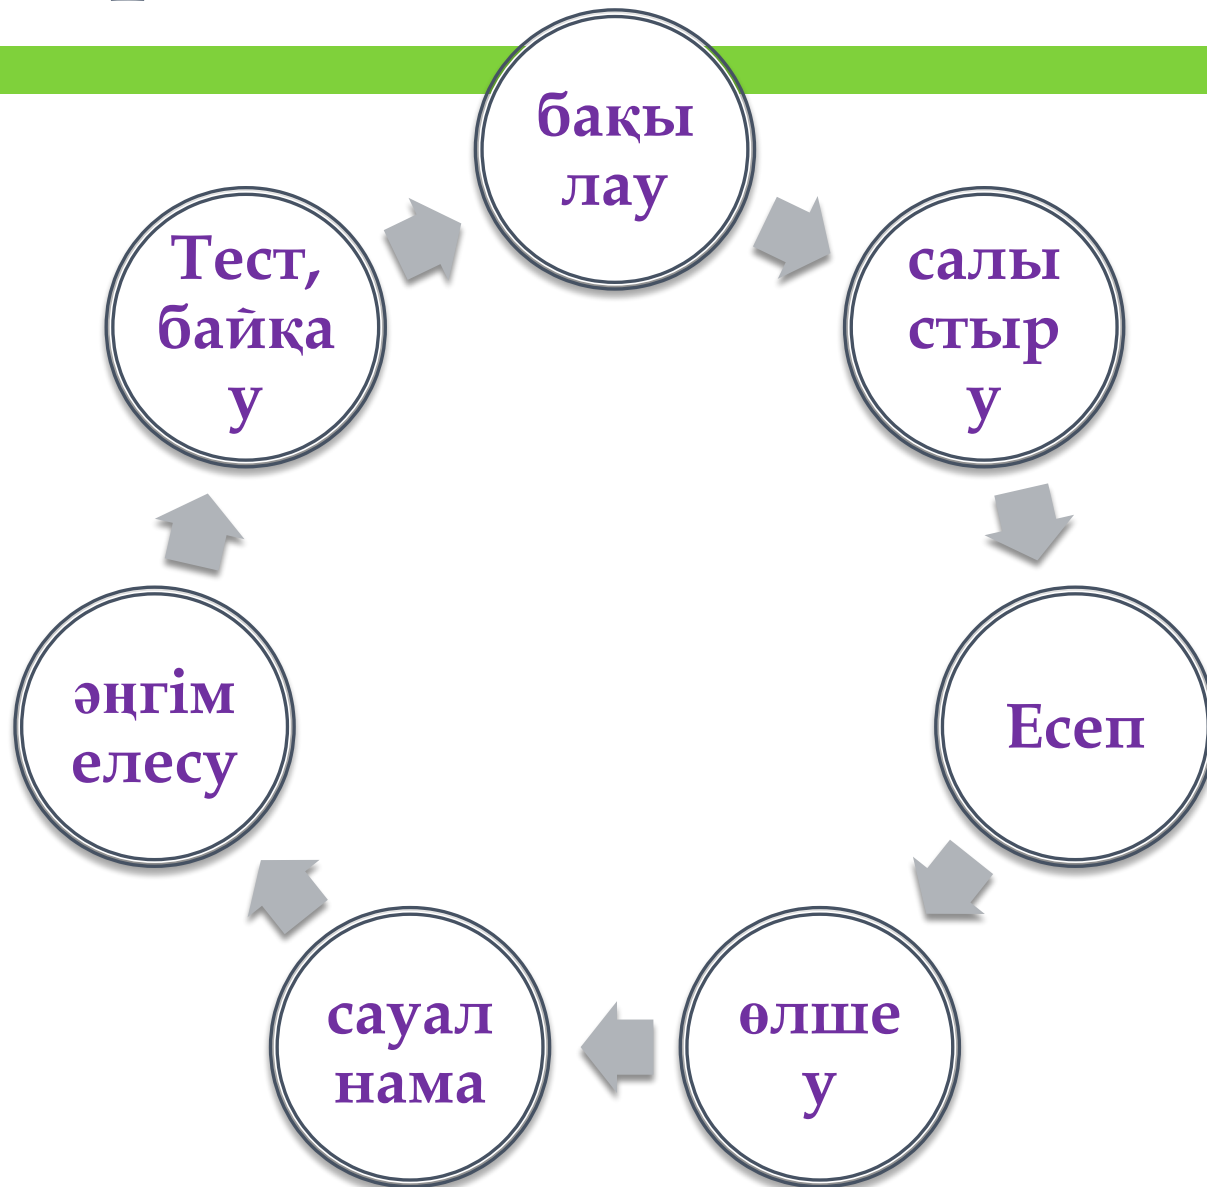 бақы
лау
салы
стыр
у
Есеп
өлше
у
сауал
нама
әңгім
елесу
Тест,
байқа
у